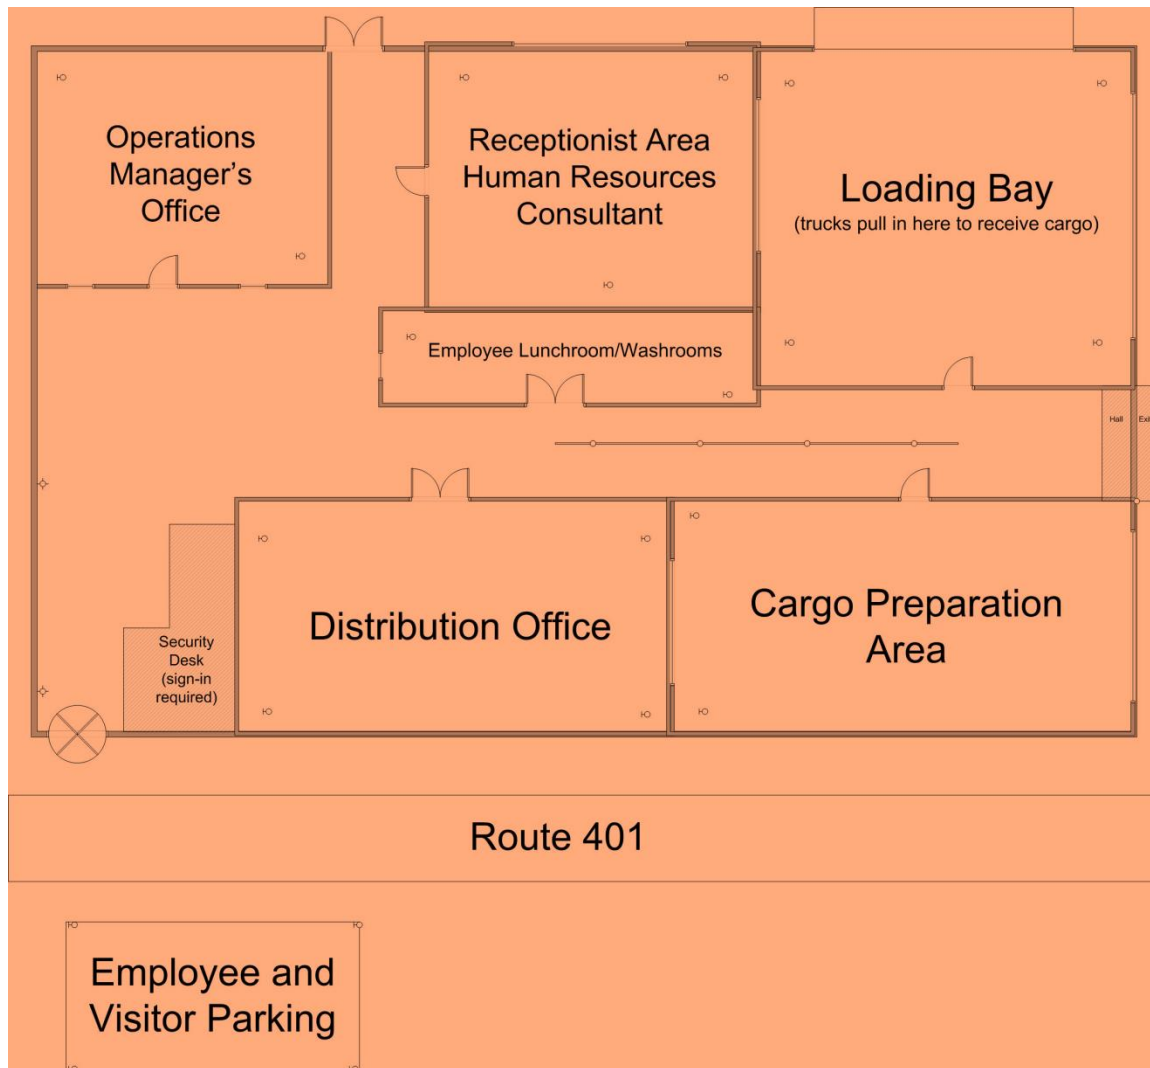 Operations
Manager's
Office
Receptionist Area
Human Resources
Consultant
Loading Bay
(trucks pull in here to receive cargo)
Employee Lunchroom/Washrooms
Hall
Exit
Security
Desk
(sign-in
required)
Distribution Office
Cargo Preparation
Area
Route 401
Employee and
Visitor Parking